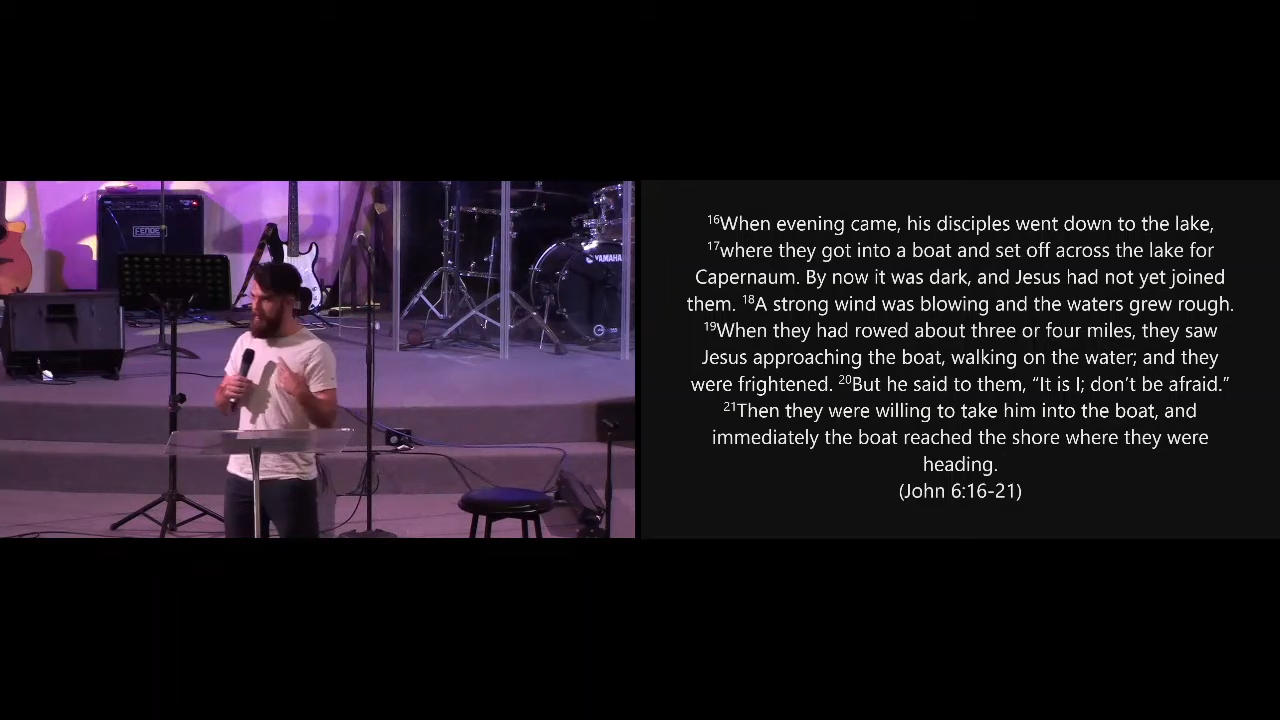 FENDER
YAMAHA
¹⁶When evening came, his disciples went down to the lake,
¹⁷where they got into a boat and set off across the lake for
Capernaum. By now it was dark, and Jesus had not yet joined
them. ¹⁸A strong wind was blowing and the waters grew rough.
¹⁹When they had rowed about three or four miles, they saw
Jesus approaching the boat, walking on the water; and they
were frightened. ²⁰But he said to them, “It is I; don’t be afraid.”
²¹Then they were willing to take him into the boat, and
immediately the boat reached the shore where they were
heading.
(John 6:16-21)